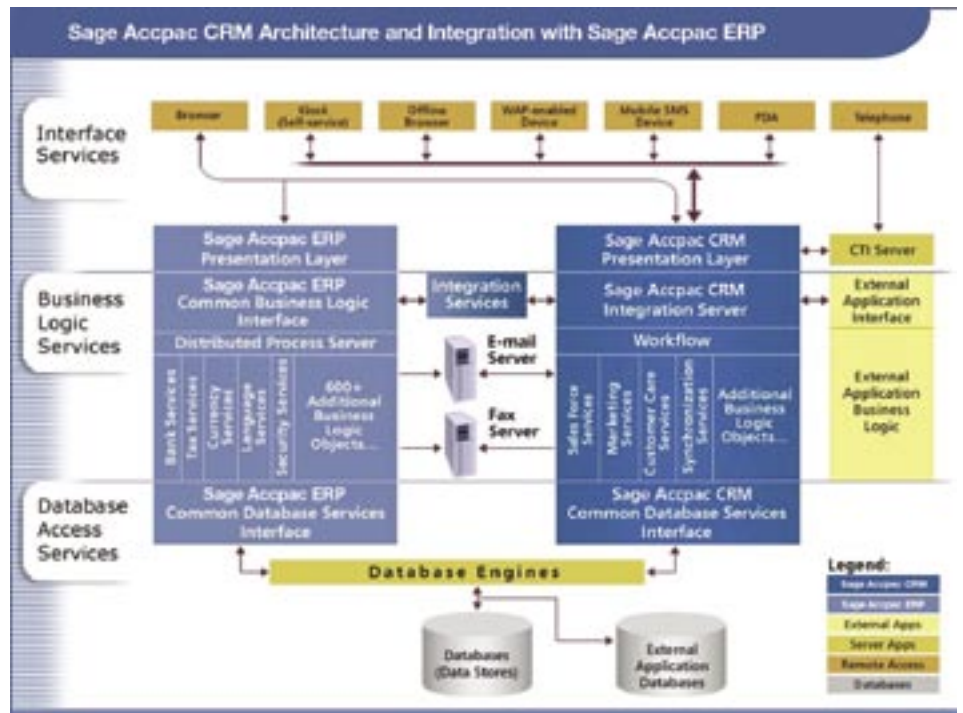 Sage Accpac CRM Architecture and Integration with Sage Accpac ERP
Interface
Services
Browser
Kiosk
(Self-service)
Offline
Browser
WAP-enabled
Device
Mobile SMS
Device
PDA
Telephone
Sage Accpac ERP
Presentation Layer
Sage Accpac CRM
Presentation Layer
CTI Server
Business
Logic
Services
Sage Accpac ERP
Common Business Logic
Interface
Integration
Services
Sage Accpac CRM
Integration Server
External
Application
Interface
Distributed Process Server
E-mail
Server
Workflow
Bank Services
Tax Services
Currency
Services
Language
Services
Security Services
600+
Additional
Business
Logic
Objects...
Fax
Server
Sales Force
Services
Marketing
Services
Customer Care
Services
Synchronization
Services
Additional
Business
Logic
Objects...
External
Application
Business
Logic
Database
Access
Services
Sage Accpac ERP
Common Database Services
Interface
Sage Accpac CRM
Common Database Services
Interface
Database Engines
Databases
(Data Stores)
External
Application
Databases
Legend:
Sage Accpac CRM
Sage Accpac ERP
External Apps
Server Apps
Remote Access
Databases